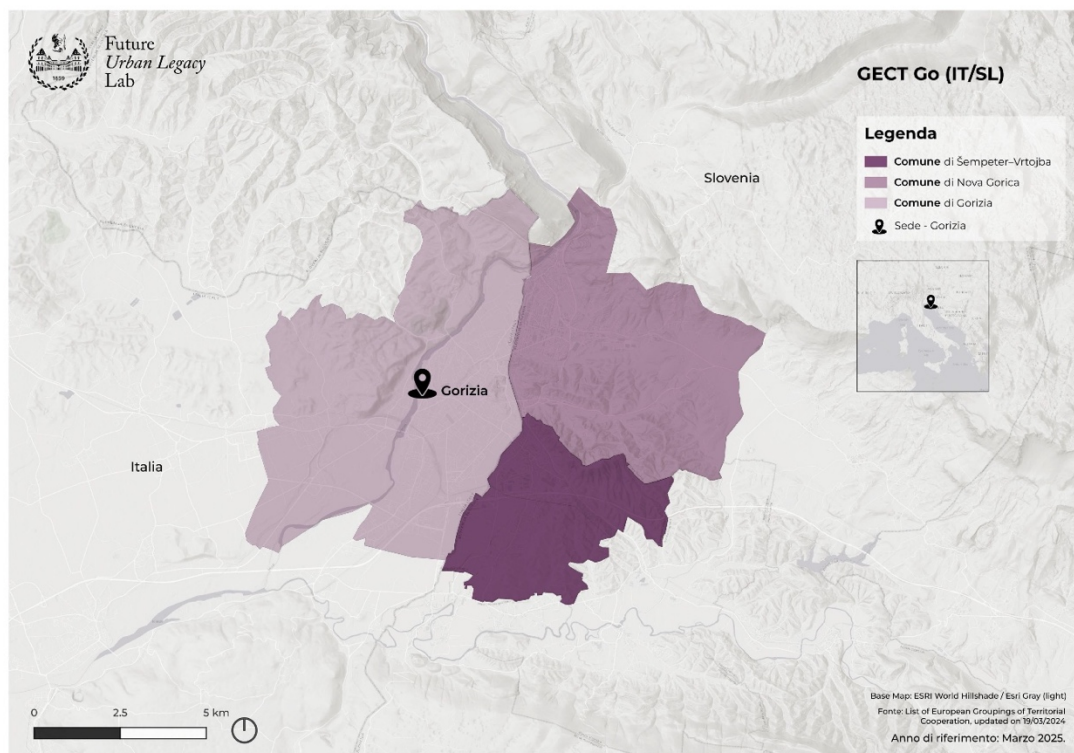 Future
Urban Legacy
Lab
1859
GECT Go (IT/SL)
Legenda
Comune di Šempeter–Vrtojba
Comune di Nova Gorica
Comune di Gorizia
Sede - Gorizia
Slovenia
Gorizia
Italia
0 2.5 5 km
Base Map: ESRI World Hillshade / Esri Gray (light)
Fonte: List of European Groupings of Territorial
Cooperation, updated on 19/03/2024
Anno di riferimento: Marzo 2025.